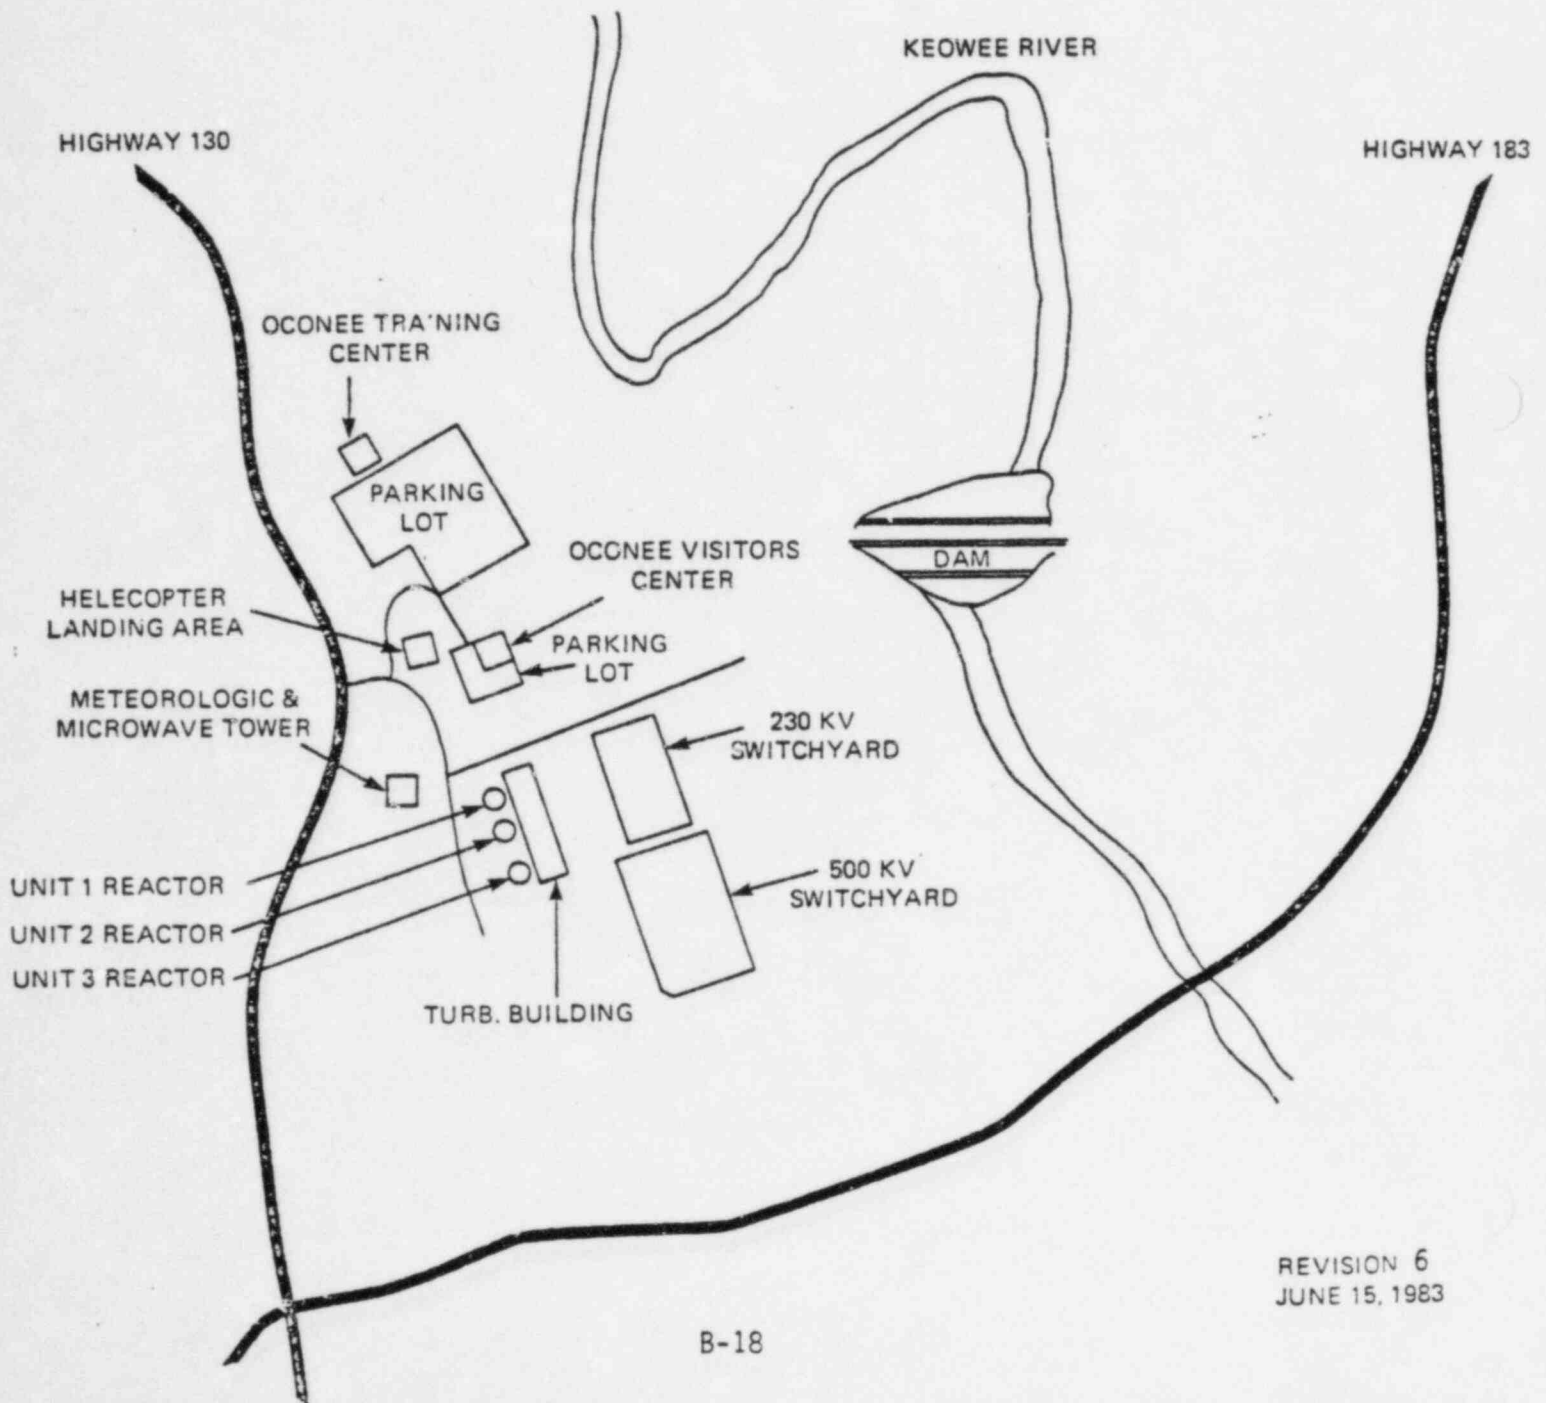 KEOWEE RIVER
HIGHWAY 130
HIGHWAY 183
OCONEE TRA'NING
CENTER
PARKING
LOT
OCONEE VISITORS
CENTER
HELECOPTER
LANDING AREA
PARKING
LOT
METEOROLOGIC &
MICROWAVE TOWER
230 KV
SWITCHYARD
DAM
UNIT 1 REACTOR
UNIT 2 REACTOR
UNIT 3 REACTOR
500 KV
SWITCHYARD
TURB. BUILDING
REVISION 6
JUNE 15, 1983
B-18